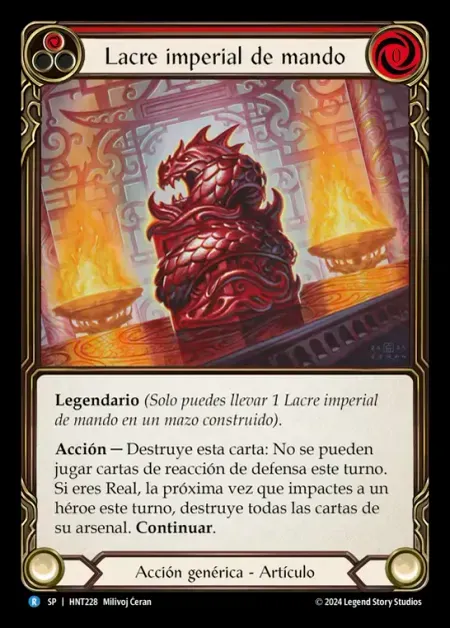 Lacre imperial de mando
0
Legendario (Solo puedes llevar 1 Lacre imperial
de mando en un mazo construido).
Acción — Destruye esta carta: No se pueden
jugar cartas de reacción de defensa este turno.
Si eres Real, la próxima vez que impactes a un
héroe este turno, destruye todas las cartas de
su arsenal. Continuar.
Acción genérica - Artículo
R SP | HNT228 Milivoj Ćeran
© 2024 Legend Story Studios